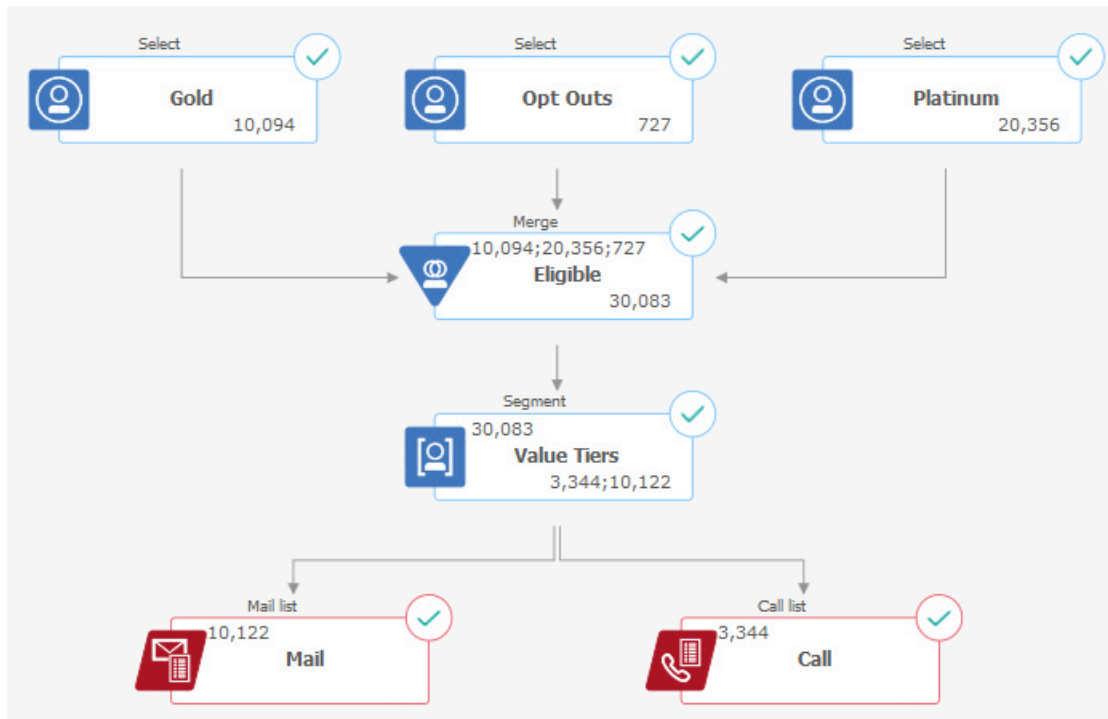 Select
Select
Select
Gold
Opt Outs
Platinum
10,094
727
20,356
Merge
10,094;20,356;727
Eligible
30,083
Segment
30,083
Value Tiers
3,344;10,122
Mail list
Call list
10,122
3,344
Mail
Call